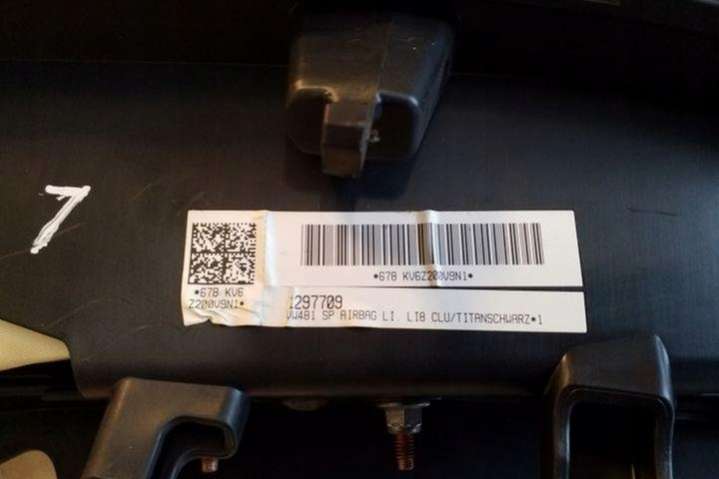 7
*678 KV6
Z200V9N1*
*678 KV6Z200V9N1*
1297709
VW481 SP AIRBAG LI LI8 CLU/TITANSCHWARZ*1